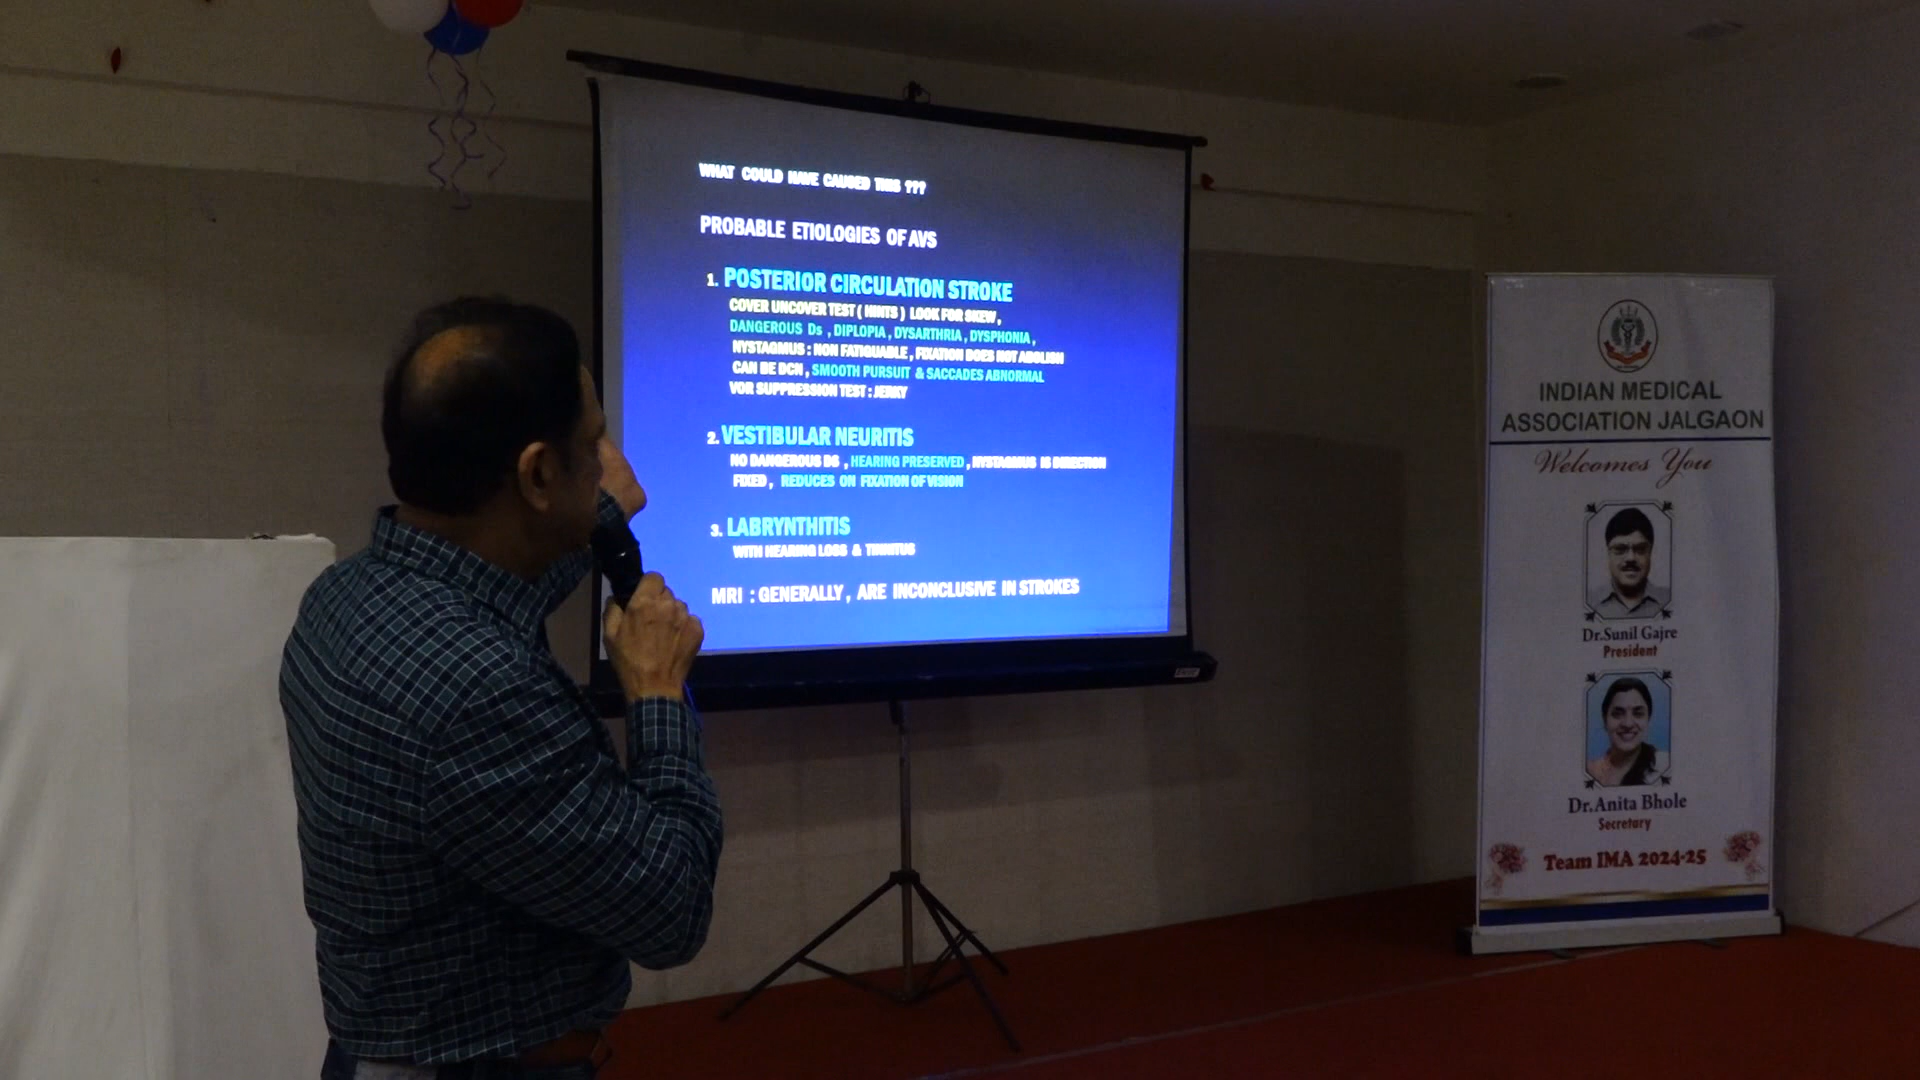 WHAT COULD HAVE CAUSED THIS ???
PROBABLE ETIOLOGIES OF AVS
1. POSTERIOR CIRCULATION STROKE
COVER UNCOVER TEST ( HINTS ) LOOK FOR SKEW ,
DANGEROUS Ds , DIPLOPIA , DYSARTHRIA , DYSPHONIA ,
NYSTAGMUS : NON FATIGUABLE , FIXATION DOES NOT ABOLISH
CAN BE DCN , SMOOTH PURSUIT & SACCADES ABNORMAL
VOR SUPPRESSION TEST : JERKY
2. VESTIBULAR NEURITIS
NO DANGEROUS DS , HEARING PRESERVED , NYSTAGMUS IS DIRECTION
FIXED , REDUCES ON FIXATION OF VISION
3. LABRYNTHITIS
WITH HEARING LOSS & TINNITUS
MRI : GENERALLY , ARE INCONCLUSIVE IN STROKES
INDIAN MEDICAL
ASSOCIATION JALGAON
Welcomes You
Dr.Sunil Gajre
President
Dr.Anita Bhole
Secretary
Team IMA 2024-25